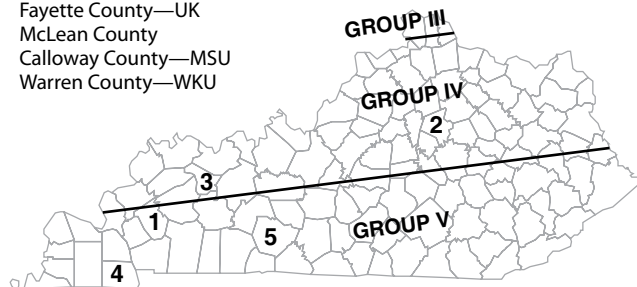 Fayette County—UK
McLean County
Calloway County—MSU
Warren County—WKU
GROUP III
GROUP IV
2
3
1
GROUP V
5
4